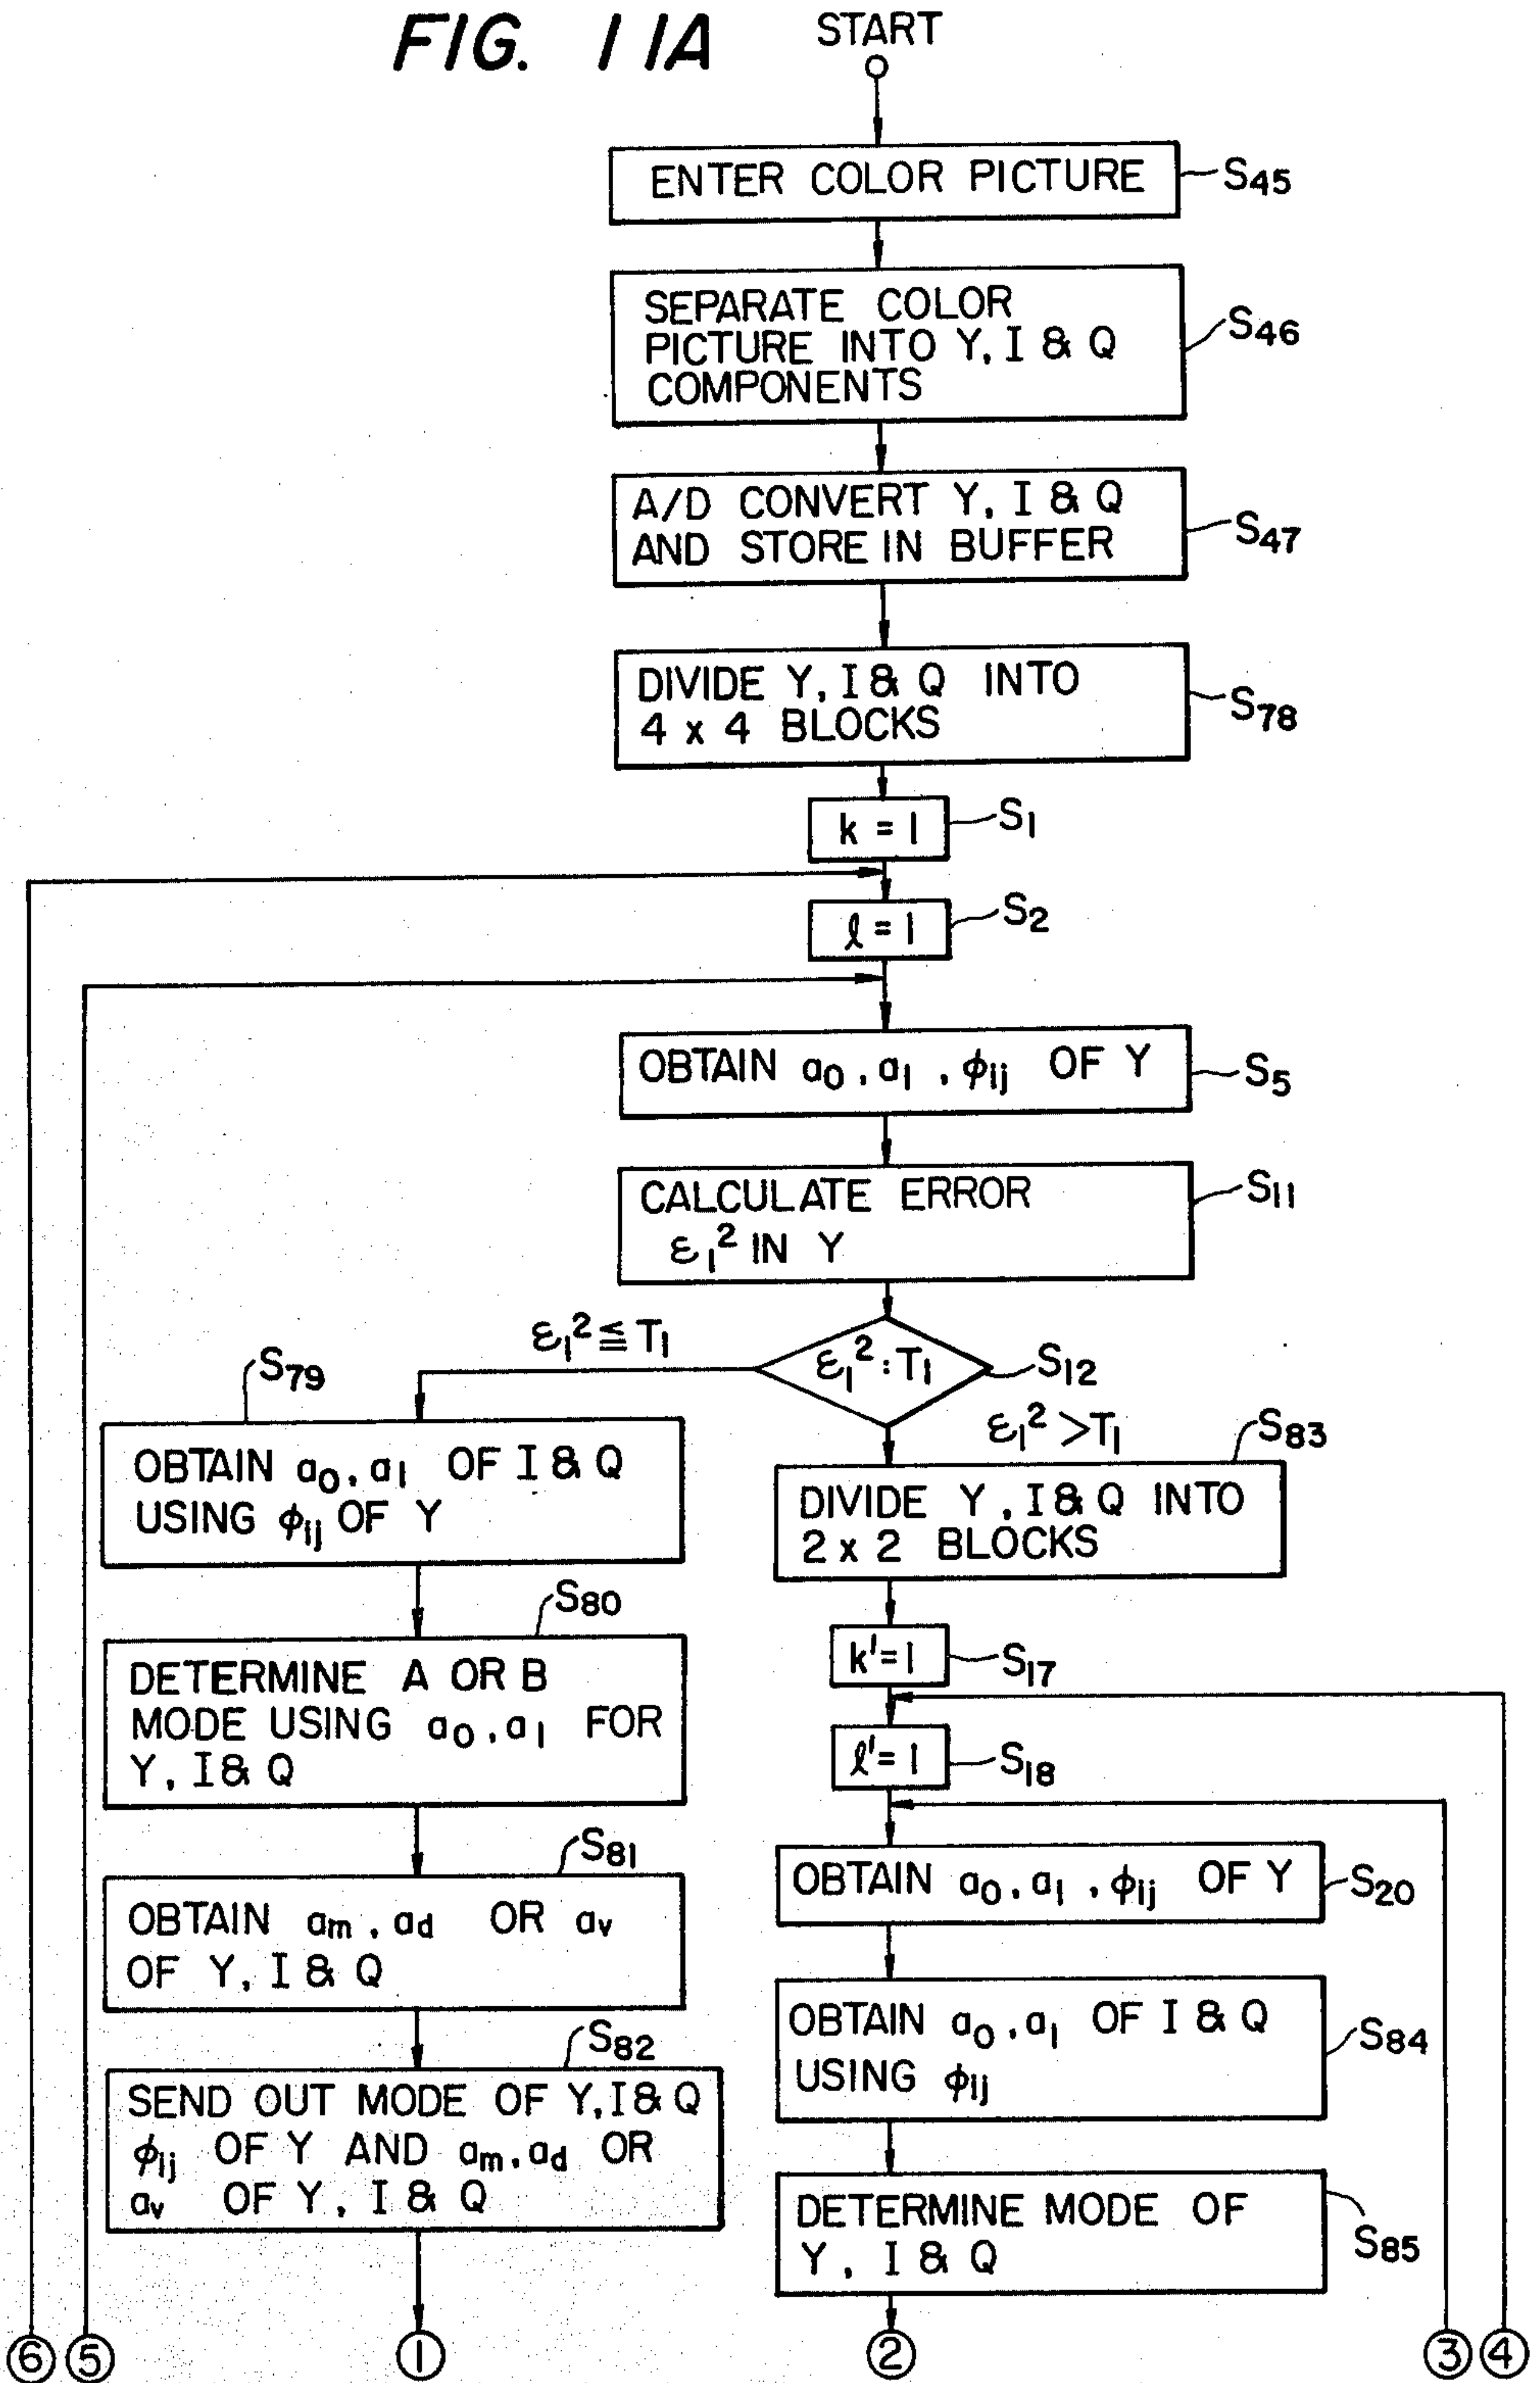 FIG. 11A
START
ENTER COLOR PICTURE
S45
SEPARATE COLOR
PICTURE INTO Y, I & Q
COMPONENTS
S46
A/D CONVERT Y, I & Q
AND STORE IN BUFFER
S47
DIVIDE Y, I & Q INTO
4 x 4 BLOCKS
S78
k = 1
S1
ℓ = 1
S2
OBTAIN a0, a1, ϕij OF Y
S5
CALCULATE ERROR
ε1² IN Y
S11
ε1² ≦ T1
ε1² : T1
S12
ε1² > T1
S79
OBTAIN a0, a1 OF I & Q
USING ϕij OF Y
S80
DETERMINE A OR B
MODE USING a0, a1 FOR
Y, I & Q
S81
OBTAIN am, ad OR av
OF Y, I & Q
S82
SEND OUT MODE OF Y, I & Q
ϕij OF Y AND am, ad OR
av OF Y, I & Q
S83
DIVIDE Y, I & Q INTO
2 x 2 BLOCKS
k' = 1
S17
ℓ' = 1
S18
OBTAIN a0, a1, ϕij OF Y
S20
OBTAIN a0, a1 OF I & Q
USING ϕij
S84
DETERMINE MODE OF
Y, I & Q
S85
⑥ ⑤ ① ② ③ ④